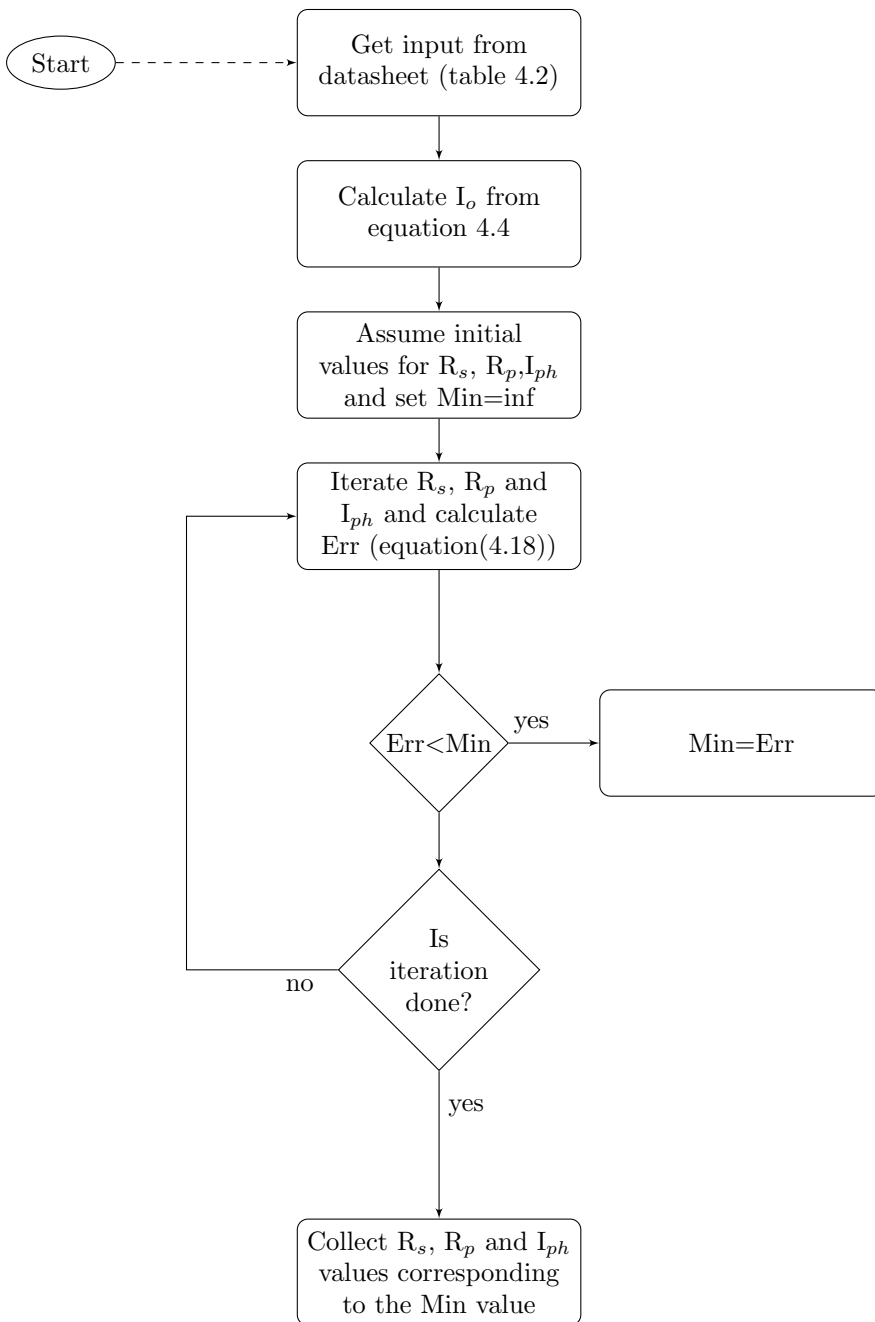 Start
Get input from
datasheet (table 4.2)
Calculate I_o from
equation 4.4
Assume initial
values for R_s, R_p,I_ph
and set Min=inf
Iterate R_s, R_p and
I_ph and calculate
Err (equation(4.18))
Err<Min
yes
Min=Err
Is
iteration
done?
no
yes
Collect R_s, R_p and I_ph
values corresponding
to the Min value